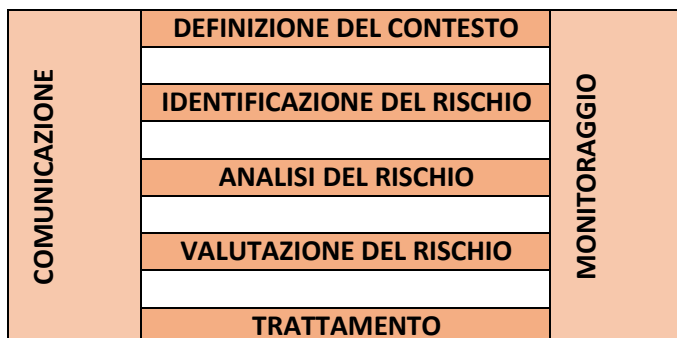 COMUNICAZIONE
DEFINIZIONE DEL CONTESTO
IDENTIFICAZIONE DEL RISCHIO
ANALISI DEL RISCHIO
VALUTAZIONE DEL RISCHIO
TRATTAMENTO
MONITORAGGIO